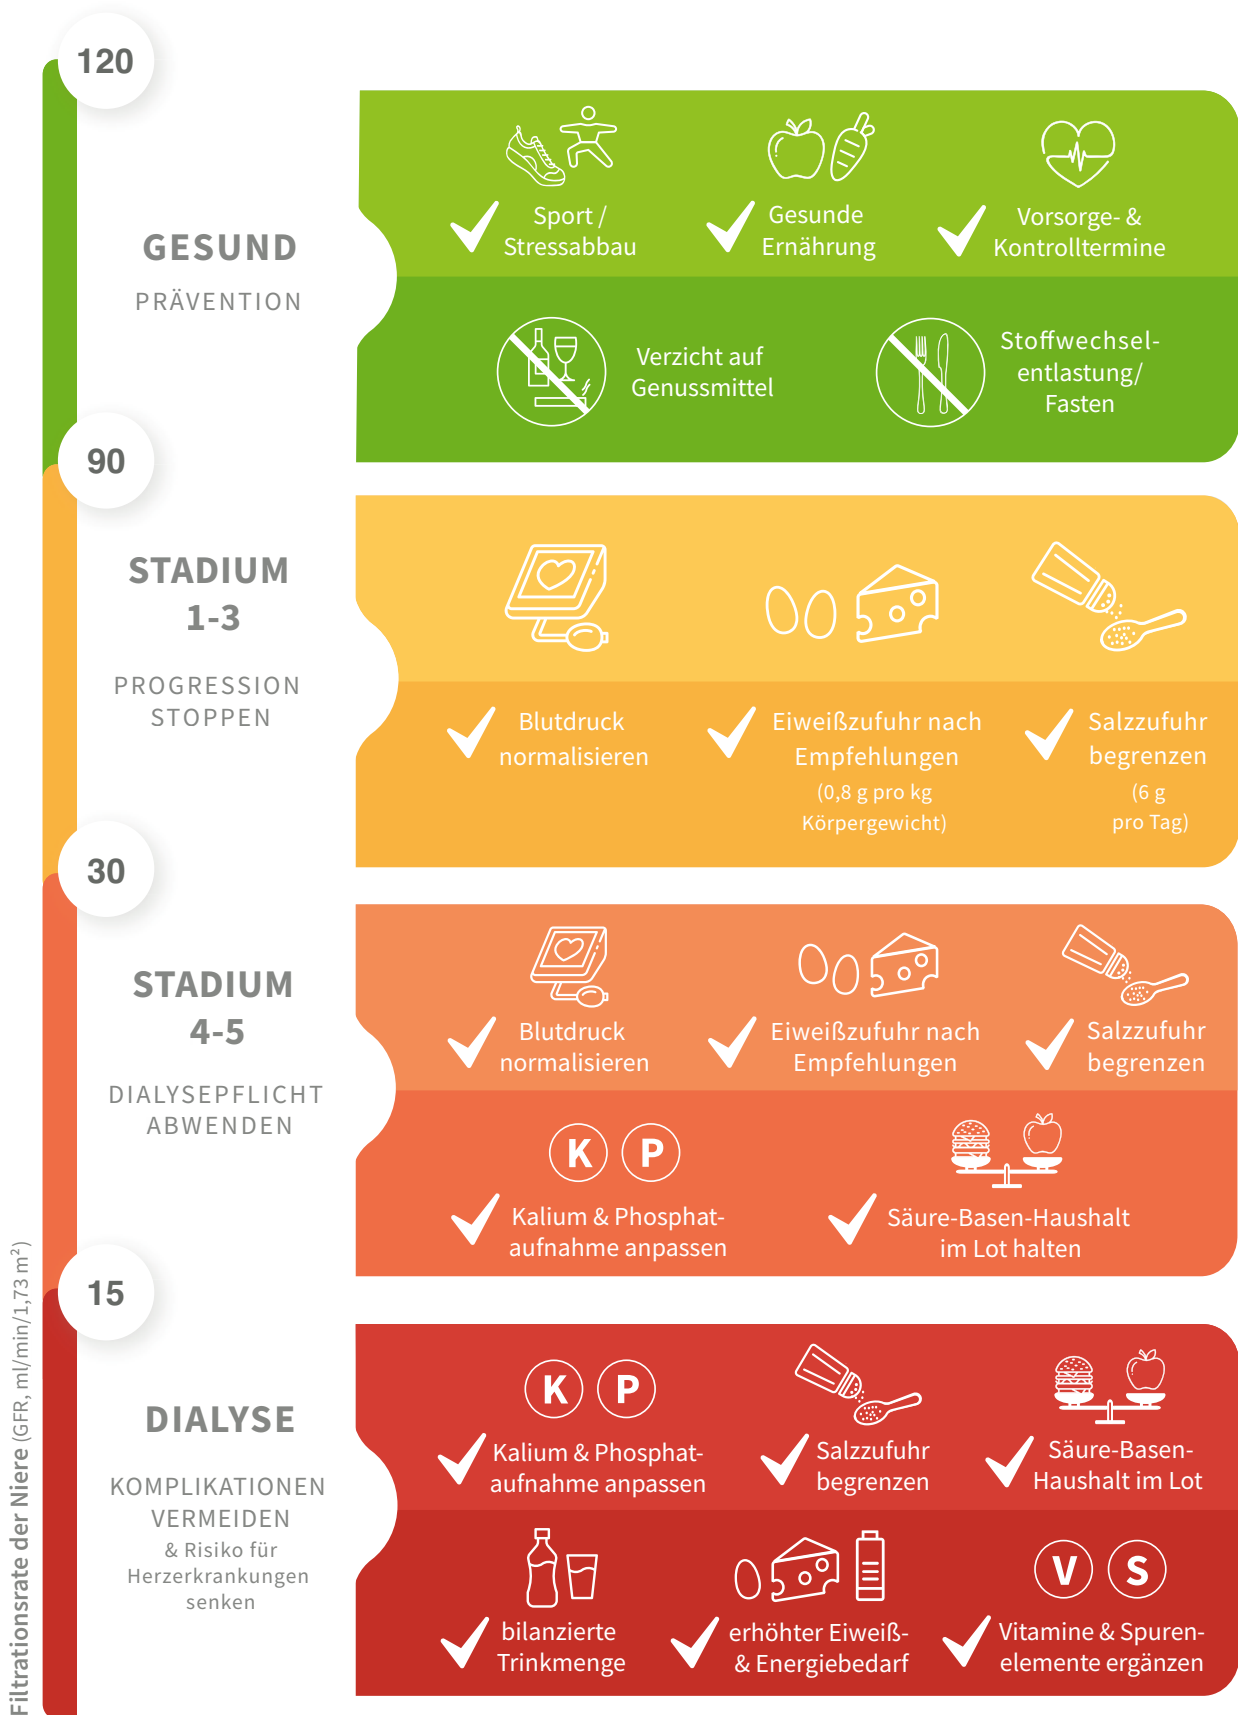 120
GESUND
PRÄVENTION
Sport /
Stressabbau
Gesunde
Ernährung
Vorsorge- &
Kontrolltermine
Verzicht auf
Genussmittel
Stoffwechsel-
entlastung/
Fasten
90
STADIUM
1-3
PROGRESSION
STOPPEN
Blutdruck
normalisieren
Eiweißzufuhr nach
Empfehlungen
(0,8 g pro kg
Körpergewicht)
Salzzufuhr
begrenzen
(6 g
pro Tag)
30
STADIUM
4-5
DIALYSEPFLICHT
ABWENDEN
Blutdruck
normalisieren
Eiweißzufuhr nach
Empfehlungen
Salzzufuhr
begrenzen
K P
Kalium & Phosphat-
aufnahme anpassen
Säure-Basen-Haushalt
im Lot halten
15
DIALYSE
KOMPLIKATIONEN
VERMEIDEN
& Risiko für
Herzerkrankungen
senken
K P
Kalium & Phosphat-
aufnahme anpassen
Salzzufuhr
begrenzen
Säure-Basen-
Haushalt im Lot
bilanzierte
Trinkmenge
erhöhter Eiweiß-
& Energiebedarf
V S
Vitamine & Spuren-
elemente ergänzen
Filtrationsrate der Niere (GFR, ml/min/1,73 m²)